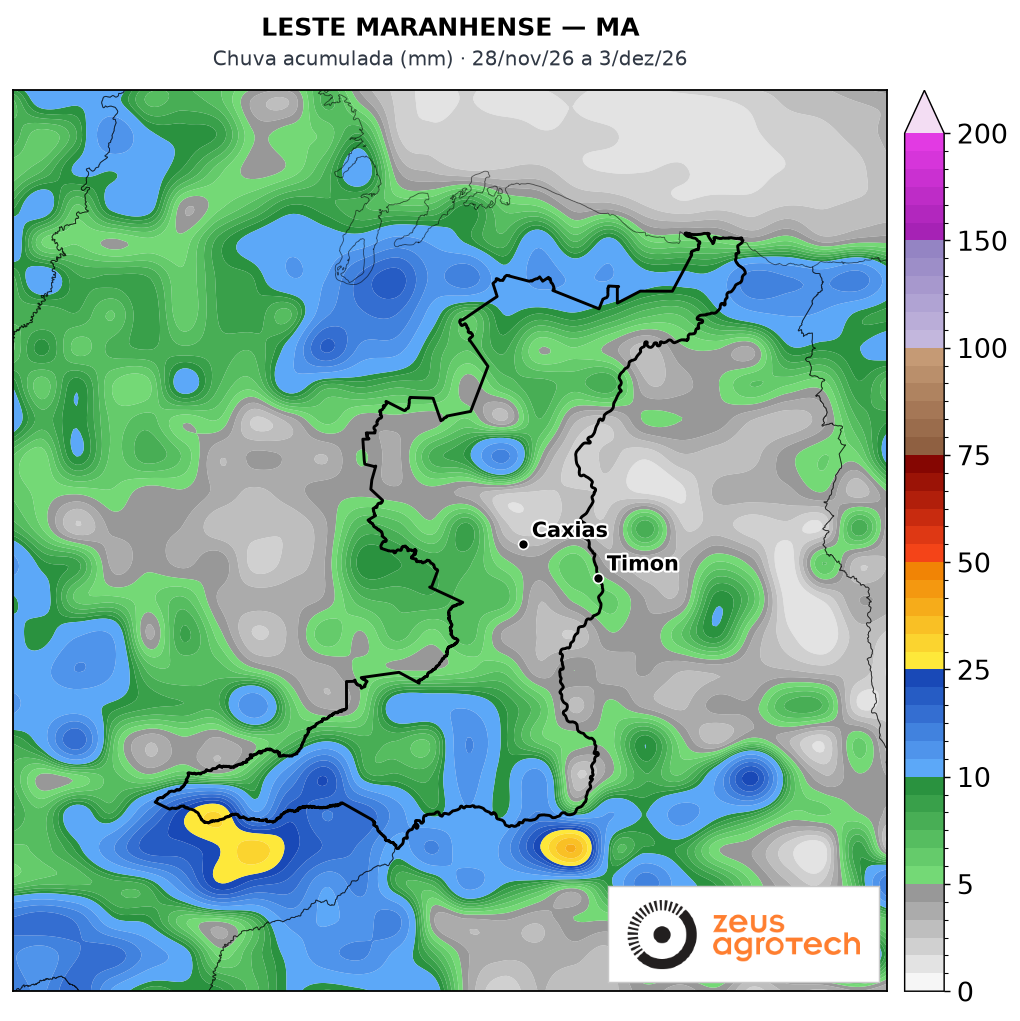 LESTE MARANHENSE — MA
Chuva acumulada (mm) · 28/nov/26 a 3/dez/26
200
150
100
75
50
25
10
5
0
Caxias
Timon
zeus
agrotech